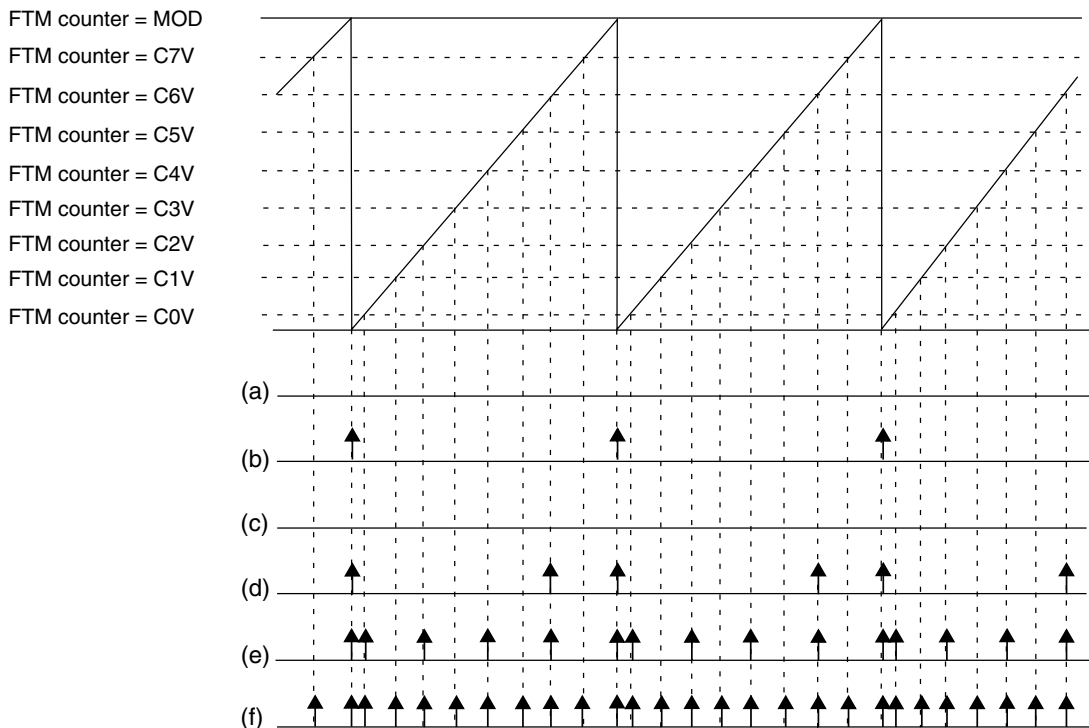 FTM counter = MOD
FTM counter = C7V
FTM counter = C6V
FTM counter = C5V
FTM counter = C4V
FTM counter = C3V
FTM counter = C2V
FTM counter = C1V
FTM counter = C0V
(a)
(b)
(c)
(d)
(e)
(f)